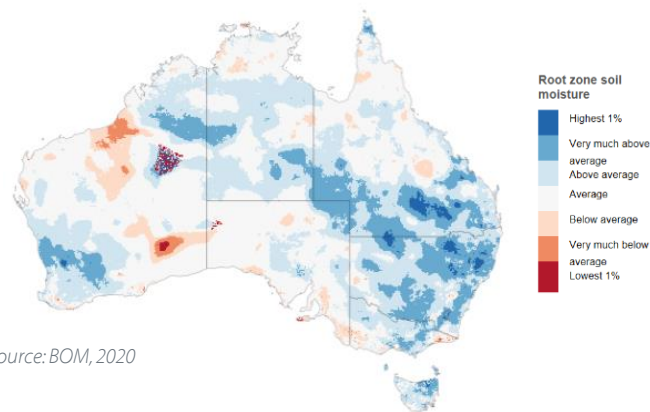 Root zone soil
moisture
Highest 1%
Very much above
average
Above average
Average
Below average
Very much below
average
Lowest 1%
ource: BOM, 2020